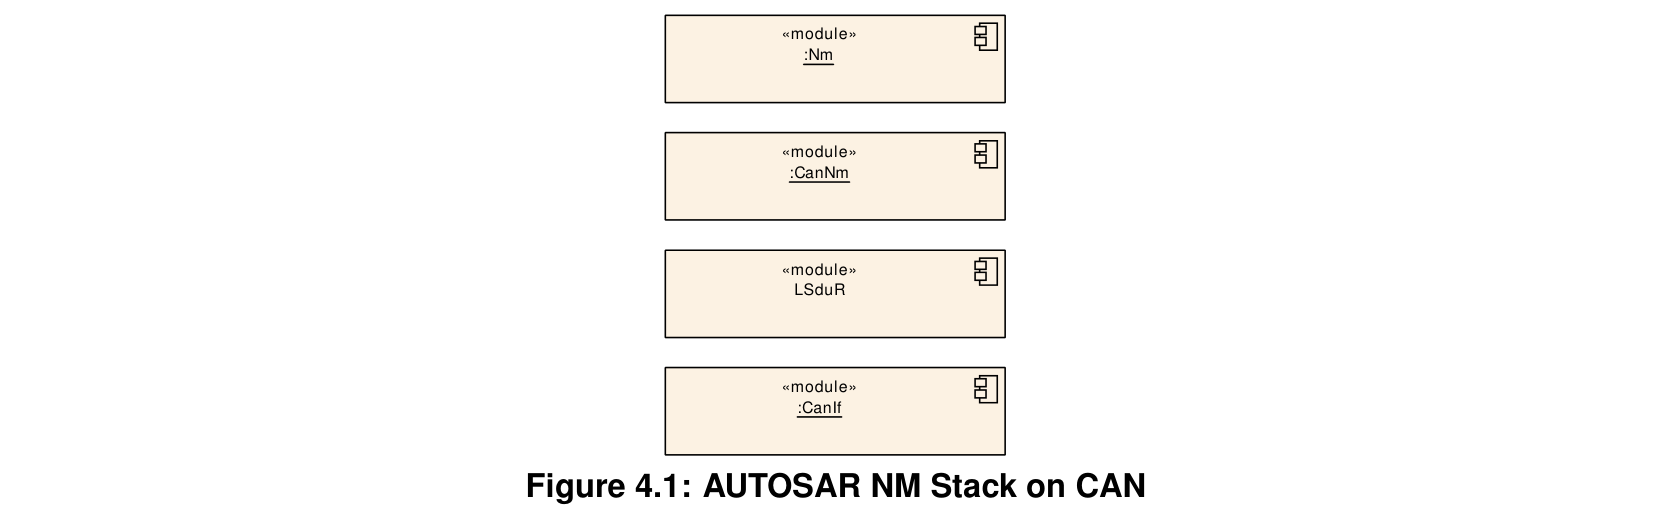 «module»
:Nm
«module»
:CanNm
«module»
LSduR
«module»
:CanIf
Figure 4.1: AUTOSAR NM Stack on CAN